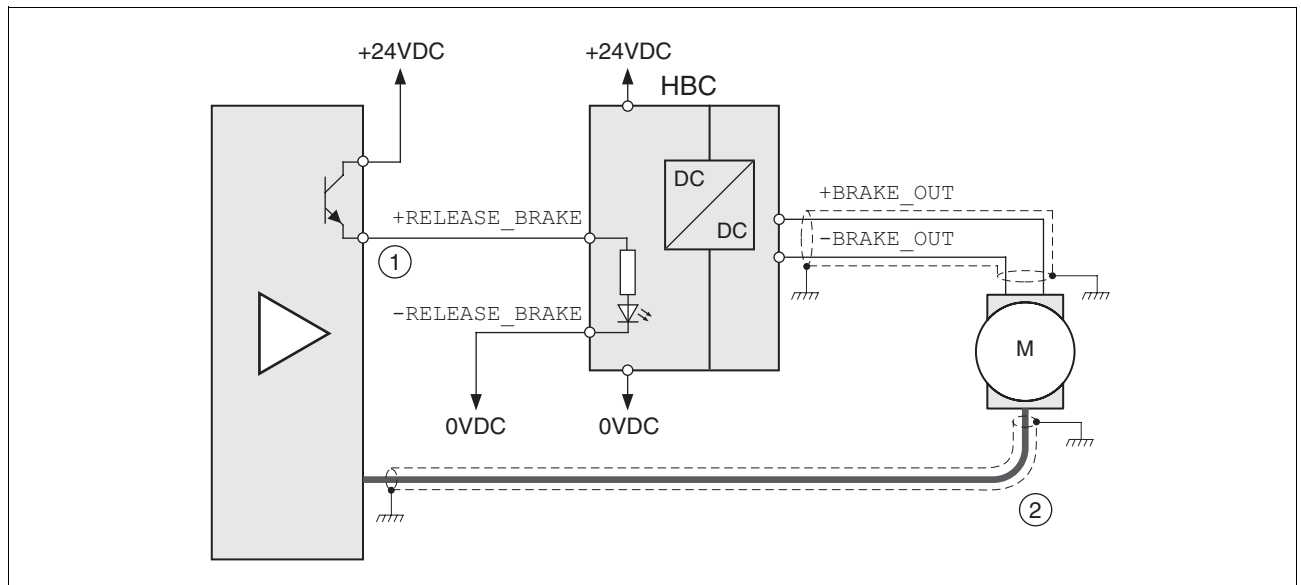 +24VDC
+24VDC
HBC
DC
DC
+BRAKE_OUT
-BRAKE_OUT
+RELEASE_BRAKE
1
-RELEASE_BRAKE
M
0VDC
0VDC
2